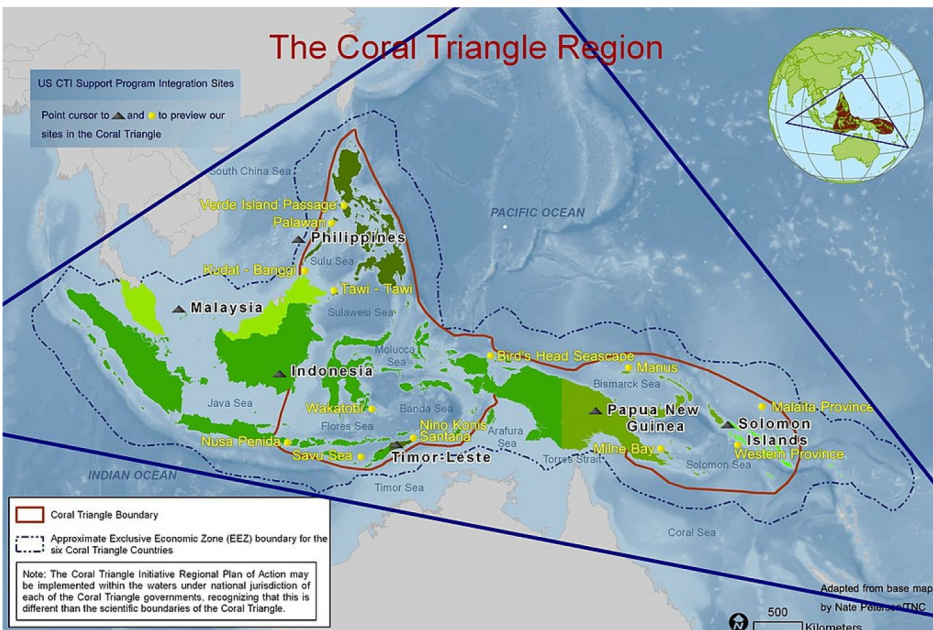 The Coral Triangle Region
US CTI Support Program Integration Sites
Point cursor to and to preview our
sites in the Coral Triangle
South China Sea
Verde Island Passage
Palawan
Philippines
PACIFIC OCEAN
Sulu Sea
Kudat - Banggi
Tawi - Tawi
Malaysia
Sulawesi Sea
Molucca
Sea
Bird's Head Seascape
Manus
Indonesia
Bismarck Sea
Java Sea
Wakatobi
Banda Sea
Papua New
Guinea
Malaita Province
Flores Sea
Nino Konis
Santana
Arafura
Sea
Solomon
Islands
Nusa Penida
Savu Sea
Timor-Leste
Torres Strait
Milne Bay
Western Province
Solomon Sea
INDIAN OCEAN
Timor Sea
Coral Sea
Coral Triangle Boundary
Approximate Exclusive Economic Zone (EEZ) boundary for the
six Coral Triangle Countries
Note: The Coral Triangle Initiative Regional Plan of Action may
be implemented within the waters under national jurisdiction of
each of the Coral Triangle governments, recognizing that this is
different than the scientific boundaries of the Coral Triangle.
Adapted from base map
by Nate Peterson/TNC
500
Kilometers